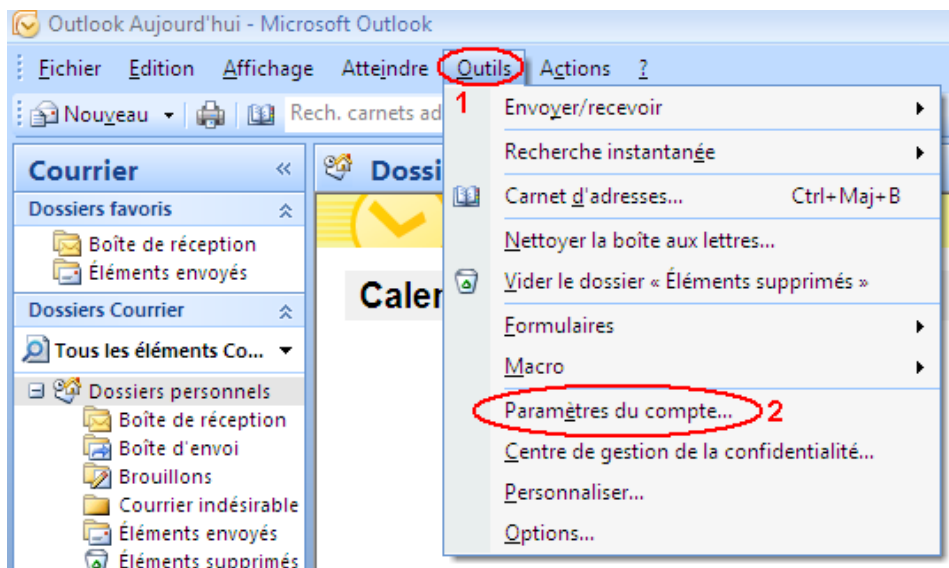 Outlook Aujourd'hui - Microsoft Outlook
Fichier Edition Affichage Atteindre Outils Actions ?
1
Nouveau Rech. carnets ad
Courrier «
Dossiers favoris
Boîte de réception
Éléments envoyés
Dossiers Courrier
Tous les éléments Co...
Dossiers personnels
Boîte de réception
Boîte d'envoi
Brouillons
Courrier indésirable
Éléments envoyés
Éléments supprimés
Dossi
Calen
Envoyer/recevoir
Recherche instantanée
Carnet d'adresses... Ctrl+Maj+B
Nettoyer la boîte aux lettres...
Vider le dossier « Éléments supprimés »
Formulaires
Macro
Paramètres du compte... 2
Centre de gestion de la confidentialité...
Personnaliser...
Options...